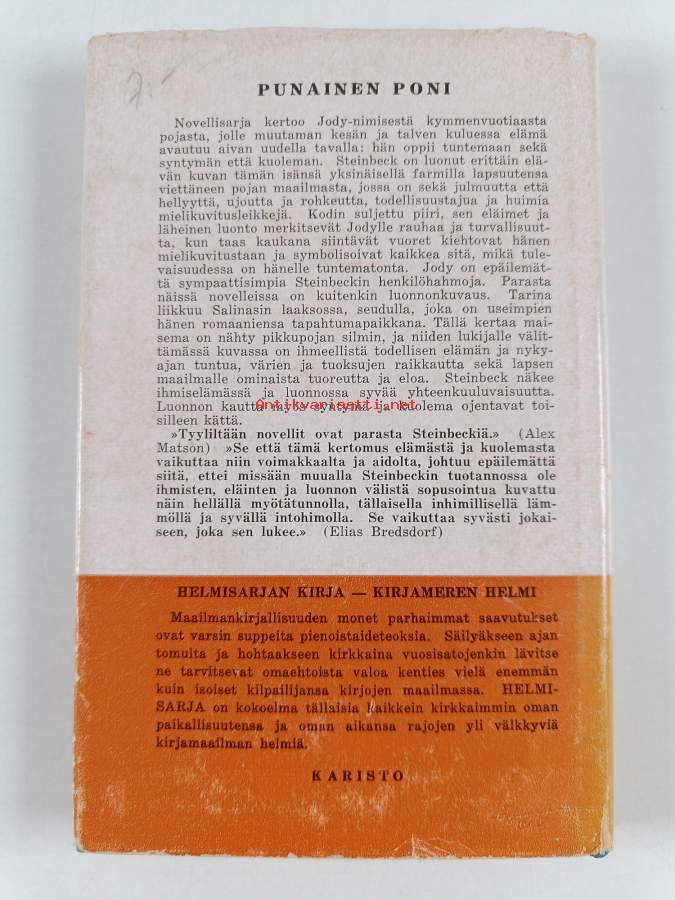 7:-
PUNAINEN PONI
Novellisarja kertoo Jody-nimisestä kymmenvuotiaasta
pojasta, jolle muutaman kesän ja talven kuluessa elämä
avautuu aivan uudella tavalla: hän oppii tuntemaan sekä
syntymän että kuoleman. Steinbeck on luonut erittäin elä-
vän kuvan tämän isänsä yksinäisellä farmilla lapsuutensa
viettäneen pojan maailmasta, jossa on sekä julmuutta että
hellyyttä, ujoutta ja rohkeutta, todellisuustajua ja huimia
mielikuvitusleikkejä. Kodin suljettu piiri, sen eläimet ja
läheinen luonto merkitsevät Jodylle rauhaa ja turvallisuut-
ta, kun taas kaukana siintävät vuoret kiehtovat hänen
mielikuvitustaan ja symbolisoivat kaikkea sitä, mikä tule-
vaisuudessa on hänelle tuntematonta. Jody on epäilemät-
tä sympaattisimpia Steinbeckin henkilöhahmoja. Parasta
näissä novelleissa on kuitenkin luonnonkuvaus. Tarina
liikkuu Salinasin laaksossa, seudulla, joka on useimpien
hänen romaaniensa tapahtumapaikkana. Tällä kertaa mai-
sema on nähty pikkupojan silmin, ja niiden lukijalle välit-
tämässä kuvassa on ihmeellistä todellisen elämän ja nyky-
ajan tuntua, värien ja tuoksujen raikkautta sekä lapsen
maailmalle ominaista tuoreutta ja eloa. Steinbeck näkee
ihmiselämässä ja luonnossa syvää yhteenkuuluvaisuutta.
Luonnon kautta myös syntymä ja kuolema ojentavat toi-
silleen kättä.
Antikvariaatti.net
»Tyyliltään novellit ovat parasta Steinbeckiä.» (Alex
Matson) »Se että tämä kertomus elämästä ja kuolemasta
vaikuttaa niin voimakkaalta ja aidolta, johtuu epäilemättä
siitä, ettei missään muualla Steinbeckin tuotannossa ole
ihmisten, eläinten ja luonnon välistä sopusointua kuvattu
näin hellällä myötätunnolla, tällaisella inhimillisellä läm-
möllä ja syvällä intohimolla. Se vaikuttaa syvästi jokai-
seen, joka sen lukee.» (Elias Bredsdorf)
HELMISARJAN KIRJA — KIRJAMEREN HELMI
Maailmankirjallisuuden monet parhaimmat saavutukset
ovat varsin suppeita pienoistaideteoksia. Säilyäkseen ajan
tomulta ja hohtaakseen kirkkaina vuosisatojenkin lävitse
ne tarvitsevat omaehtoista valoa kenties vielä enemmän
kuin isoiset kilpailijansa kirjojen maailmassa. HELMI-
SARJA on kokoelma tällaisia kaikkein kirkkaimmin oman
paikallisuutensa ja oman aikansa rajojen yli välkkyviä
kirjamaailman helmiä.
KARISTO